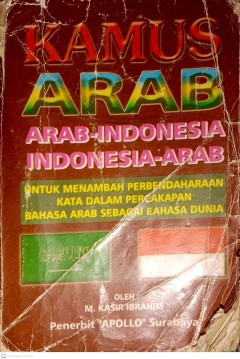 KAMUS
ARAB
ARAB-INDONESIA
INDONESIA-ARAB
UNTUK MENAMBAH PERBENDAHARAAN
KATA DALAM PERCAKAPAN
BAHASA ARAB SEBAGAI BAHASA DUNIA
OLEH :
M. KASIR IBRAHIM
Penerbit "APOLLO" Surabaya